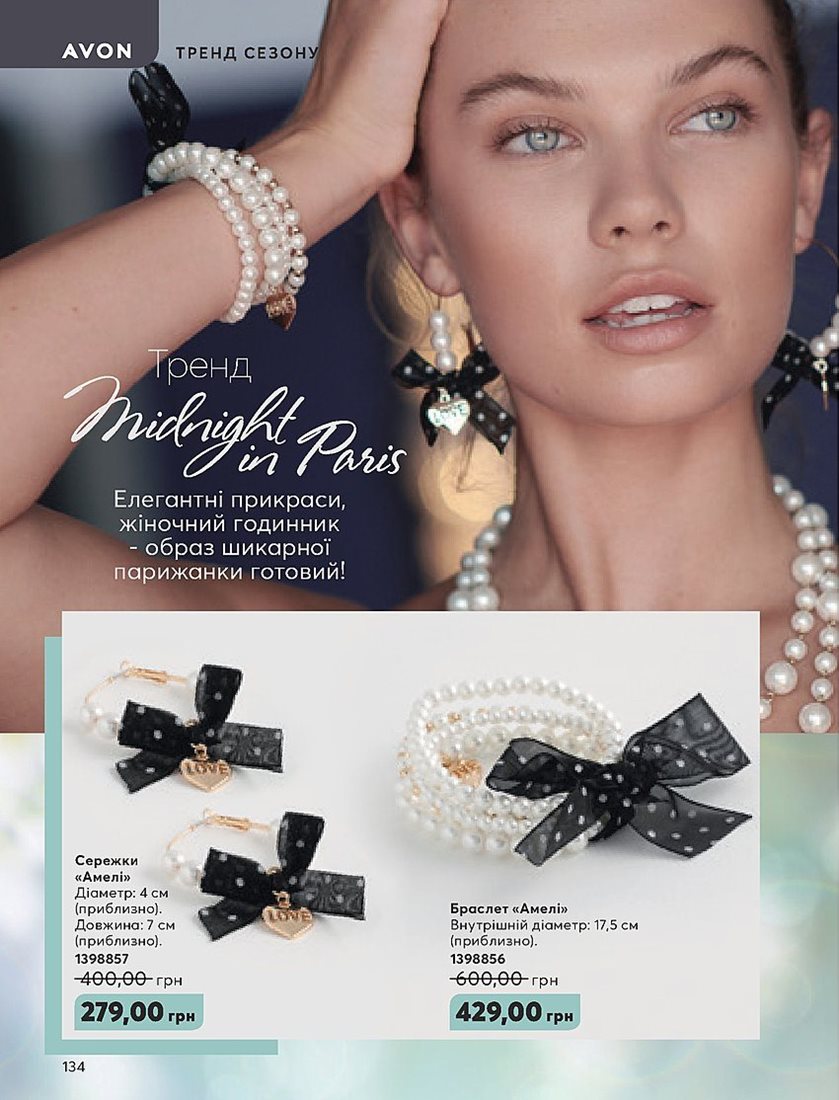 AVON
ТРЕНД СЕЗОНУ
Тренд
Midnight
in Paris
Елегантні прикраси,
жіночний годинник
- образ шикарної
парижанки готовий!
LOVE
LOVE
LOVE
Сережки
«Амелі»
Діаметр: 4 см
(приблизно).
Довжина: 7 см
(приблизно).
1398857
400,00 грн
279,00 грн
Браслет «Амелі»
Внутрішній діаметр: 17,5 см
(приблизно).
1398856
600,00 грн
429,00 грн
134